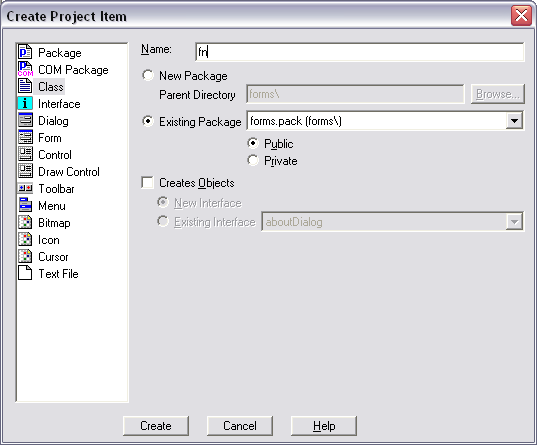 Create Project Item
Package
COM Package
Class
Interface
Dialog
Form
Control
Draw Control
Toolbar
Menu
Bitmap
Icon
Cursor
Text File
Name: fn
New Package
Parent Directory forms\ Browse...
Existing Package forms.pack (forms\)
Public
Private
Creates Objects
New Interface
Existing Interface aboutDialog
Create Cancel Help